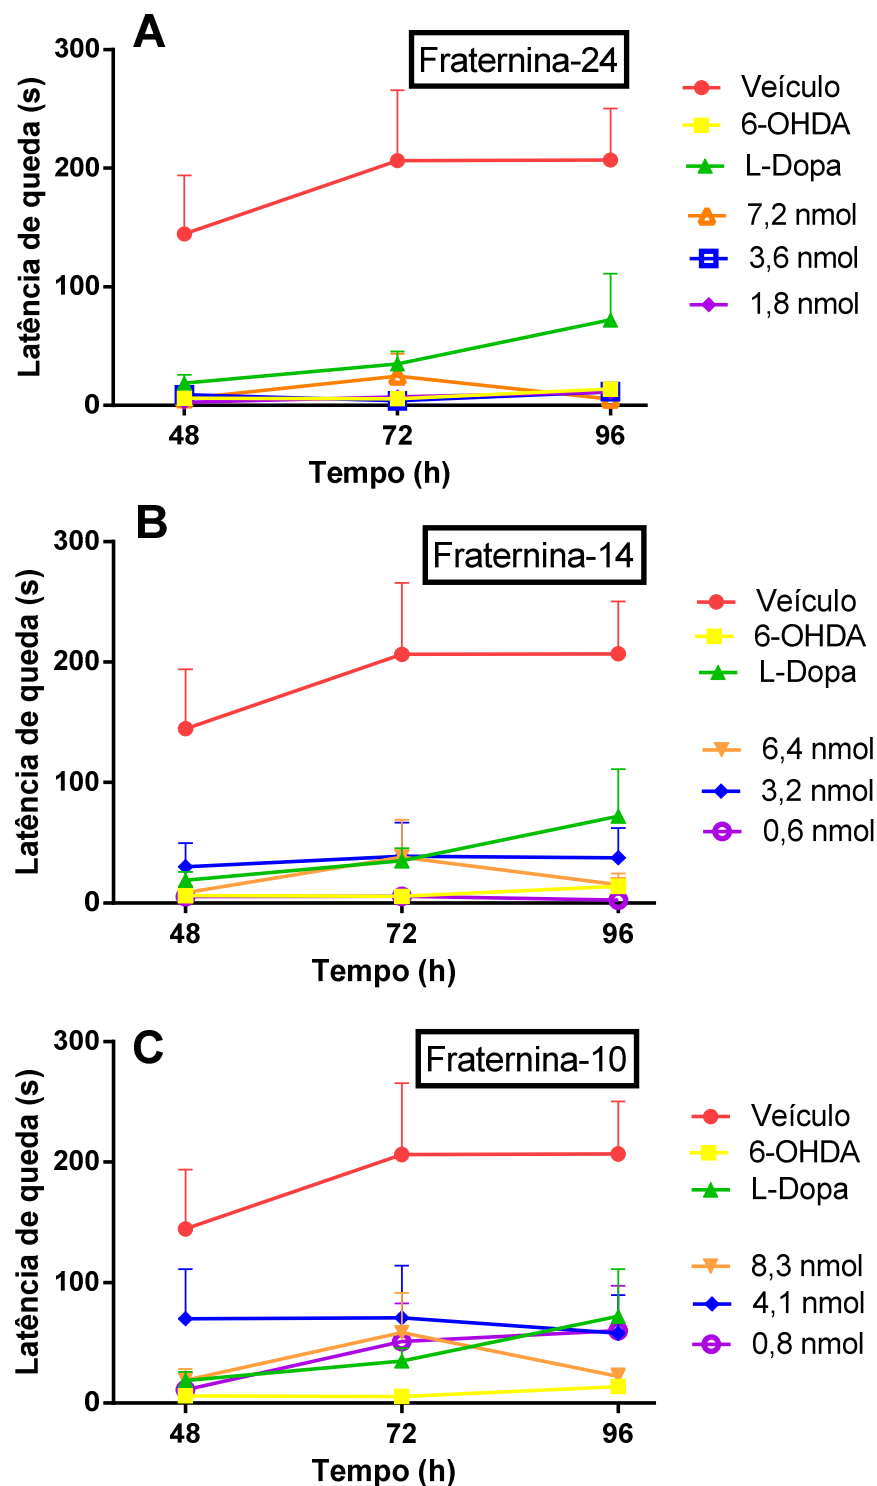 A
Fraternina-24
300
200
100
0
Latência de queda (s)
48
72
96
Tempo (h)
Veículo
6-OHDA
L-Dopa
7,2 nmol
3,6 nmol
1,8 nmol
B
Fraternina-14
300
200
100
0
Latência de queda (s)
48
72
96
Tempo (h)
Veículo
6-OHDA
L-Dopa
6,4 nmol
3,2 nmol
0,6 nmol
C
Fraternina-10
300
200
100
0
Latência de queda (s)
48
72
96
Tempo (h)
Veículo
6-OHDA
L-Dopa
8,3 nmol
4,1 nmol
0,8 nmol